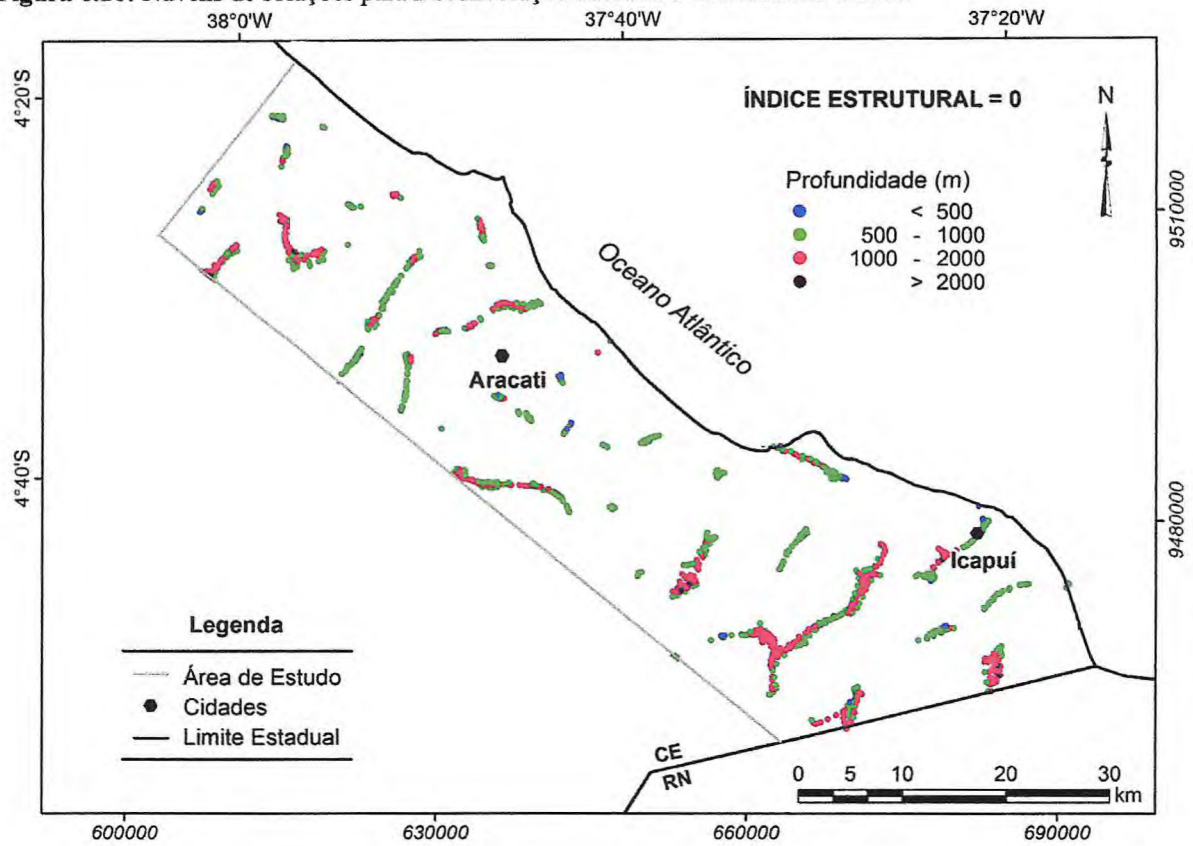 38°0'W
37°40'W
37°20'W
4°20'S
4°40'S
ÍNDICE ESTRUTURAL = 0
N
Profundidade (m)
< 500
500 - 1000
1000 - 2000
> 2000
9510000
9480000
Oceano Atlântico
Aracati
Icapuí
Legenda
Área de Estudo
Cidades
Limite Estadual
CE
RN
0 5 10 20 30
km
600000
630000
660000
690000